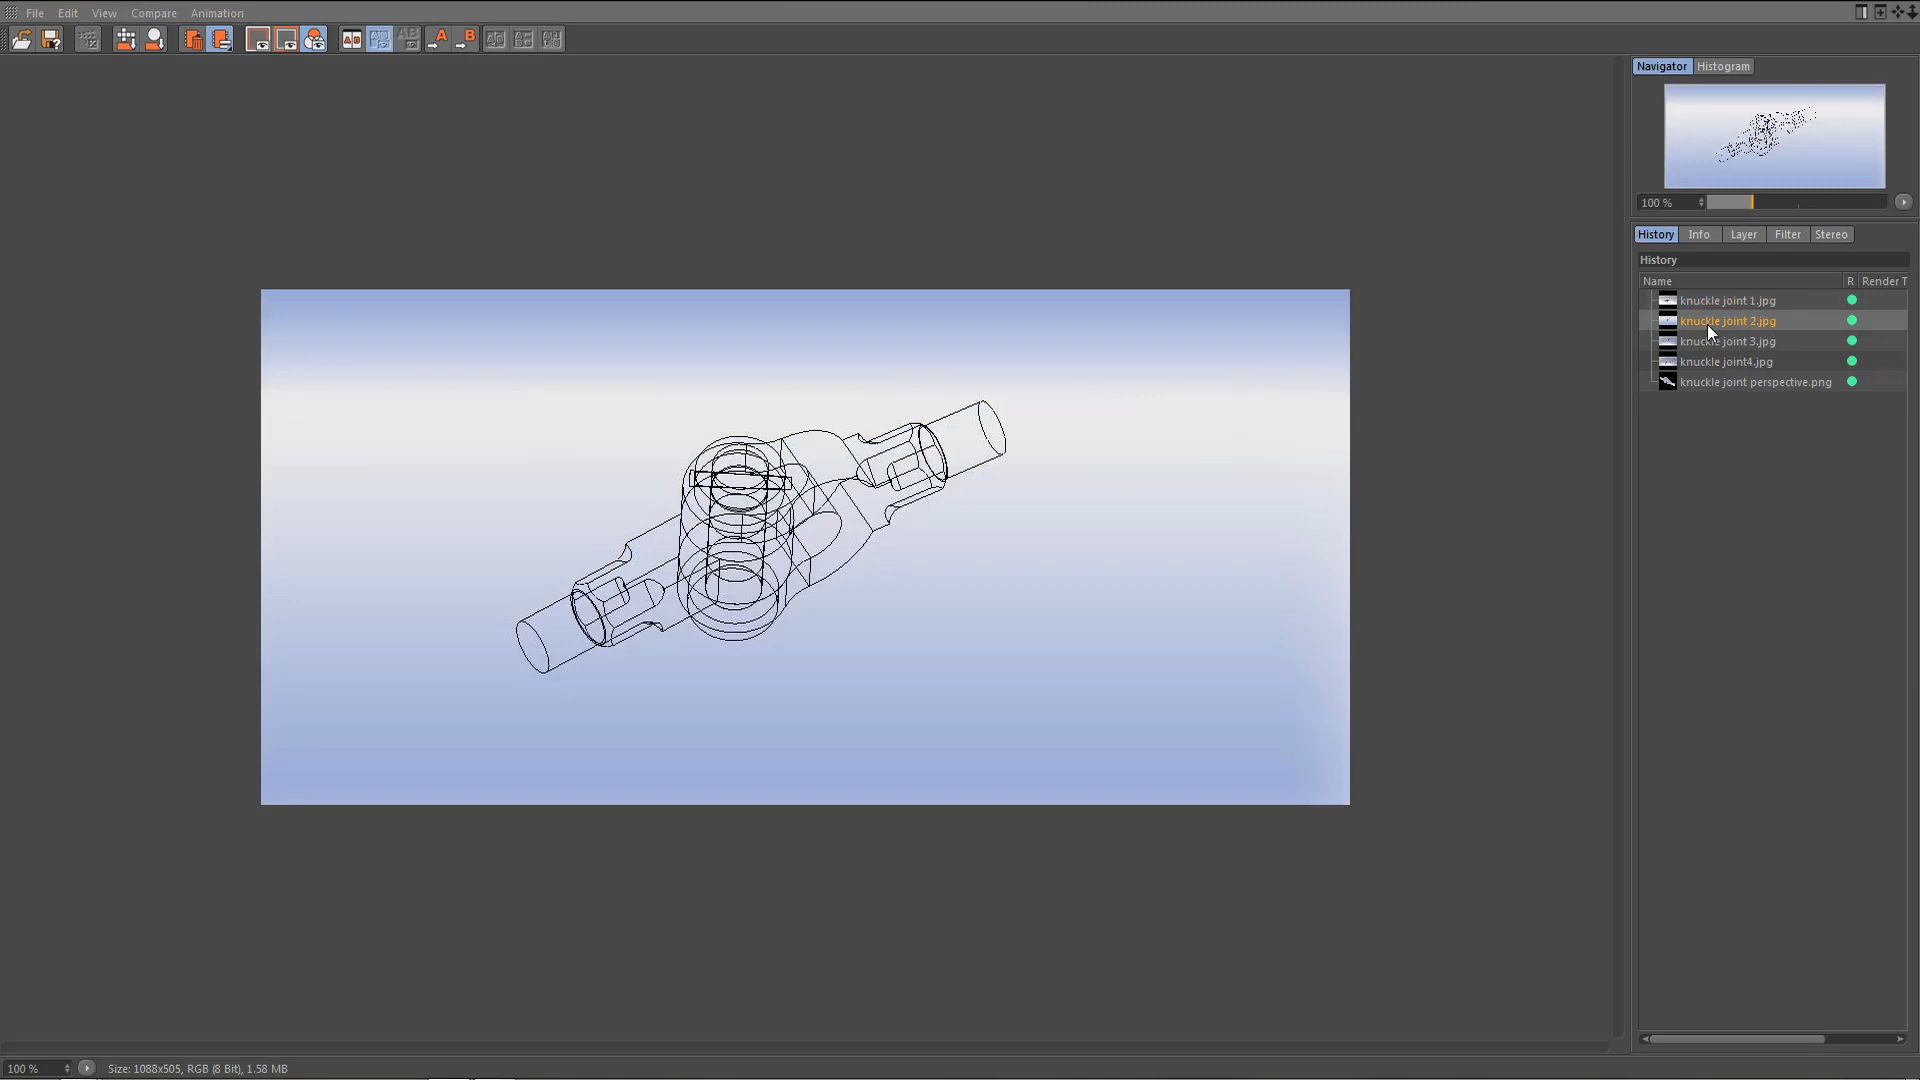 File Edit View Compare Animation
A B
Navigator Histogram
100 %
History Info Layer Filter Stereo
History
Name R Render T
knuckle joint 1.jpg
knuckle joint 2.jpg
knuckle joint 3.jpg
knuckle joint4.jpg
knuckle joint perspective.png
100 % Size: 1088x505, RGB (8 Bit), 1.58 MB